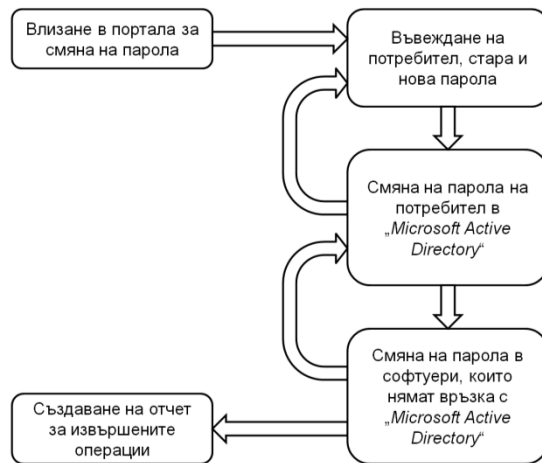 Влизане в портала за
смяна на парола
Въвеждане на
потребител, стара и
нова парола
Смяна на парола на
потребител в
„Microsoft Active
Directory“
Смяна на парола в
софтуери, които
нямат връзка с
„Microsoft Active
Directory“
Създаване на отчет
за извършените
операции